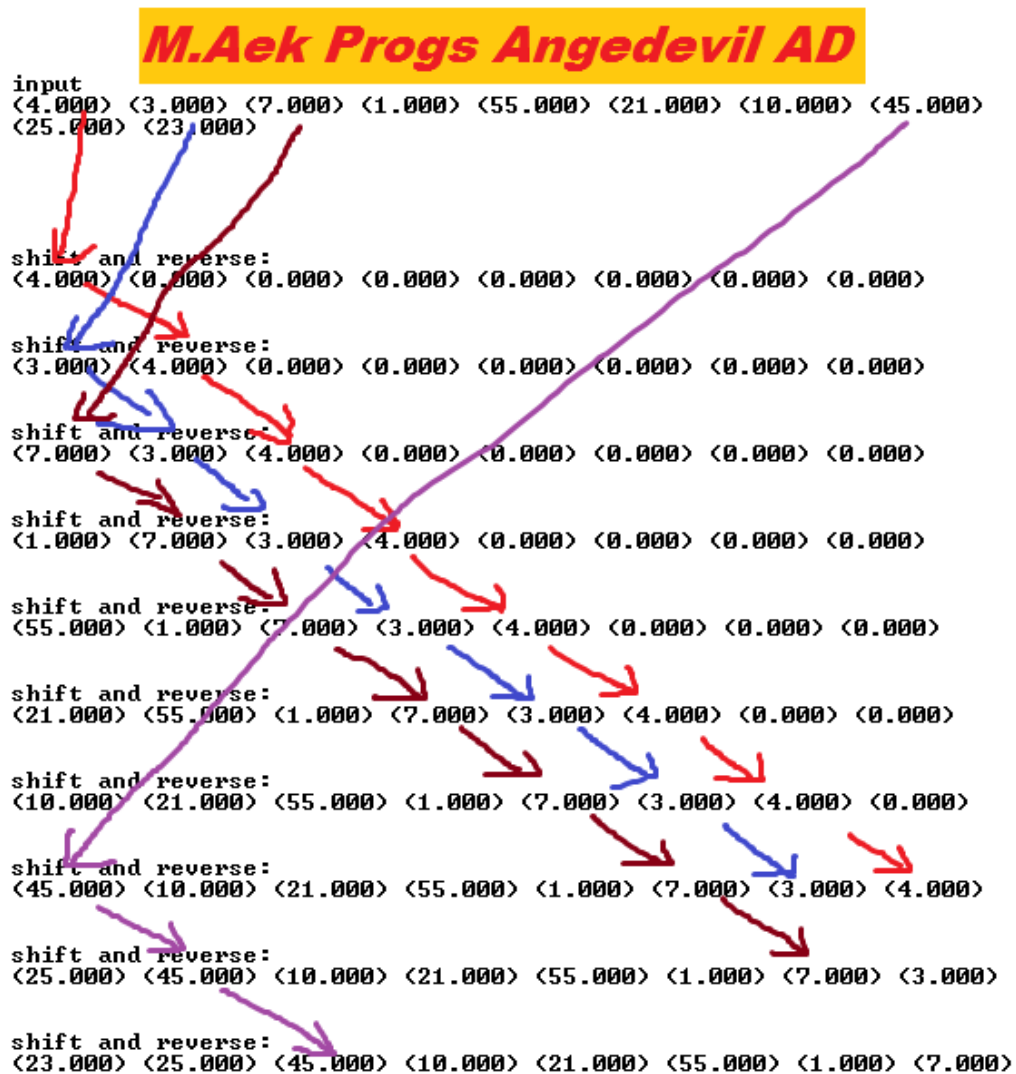 M.Aek Progs Angedevil AD
input
(4.000) (3.000) (7.000) (1.000) (55.000) (21.000) (10.000) (45.000)
(25.000) (23.000)
shift and reverse:
(4.000) (0.000) (0.000) (0.000) (0.000) (0.000) (0.000) (0.000)
shift and reverse:
(3.000) (4.000) (0.000) (0.000) (0.000) (0.000) (0.000) (0.000)
shift and reverse:
(7.000) (3.000) (4.000) (0.000) (0.000) (0.000) (0.000) (0.000)
shift and reverse:
(1.000) (7.000) (3.000) (4.000) (0.000) (0.000) (0.000) (0.000)
shift and reverse:
(55.000) (1.000) (7.000) (3.000) (4.000) (0.000) (0.000) (0.000)
shift and reverse:
(21.000) (55.000) (1.000) (7.000) (3.000) (4.000) (0.000) (0.000)
shift and reverse:
(10.000) (21.000) (55.000) (1.000) (7.000) (3.000) (4.000) (0.000)
shift and reverse:
(45.000) (10.000) (21.000) (55.000) (1.000) (7.000) (3.000) (4.000)
shift and reverse:
(25.000) (45.000) (10.000) (21.000) (55.000) (1.000) (7.000) (3.000)
shift and reverse:
(23.000) (25.000) (45.000) (10.000) (21.000) (55.000) (1.000) (7.000)